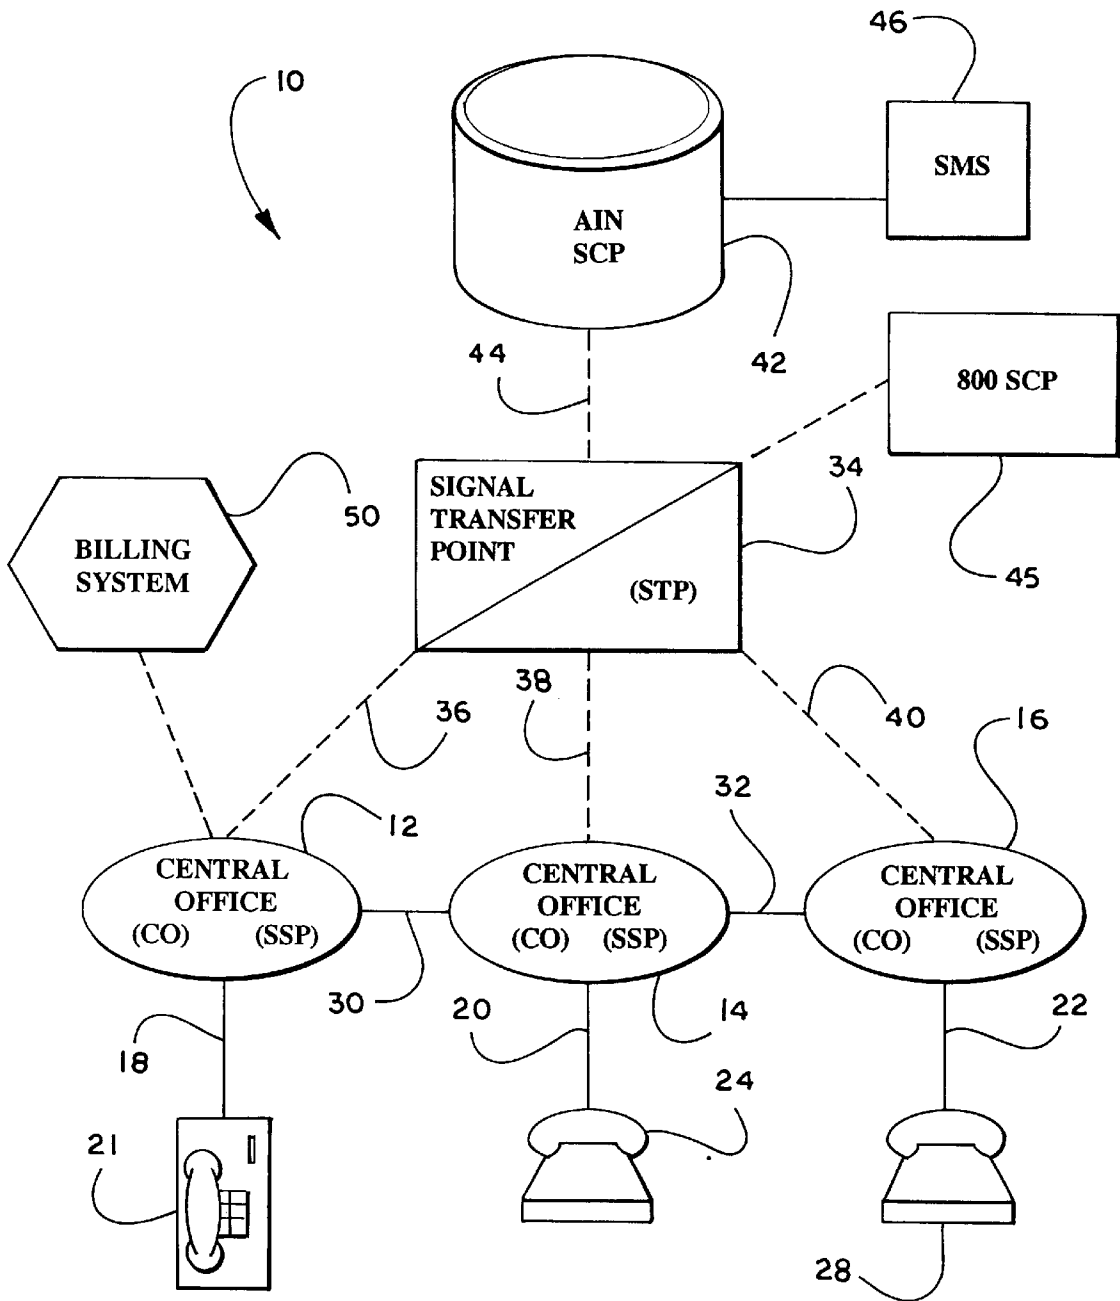 46
10
SMS
AIN
SCP
44
42
800 SCP
34
SIGNAL
TRANSFER
POINT
50
BILLING
SYSTEM
(STP)
45
38
36
40
16
32
12
CENTRAL
OFFICE
(CO) (SSP)
CENTRAL
OFFICE
(CO) (SSP)
CENTRAL
OFFICE
(CO) (SSP)
30
20
14
22
18
24
21
28